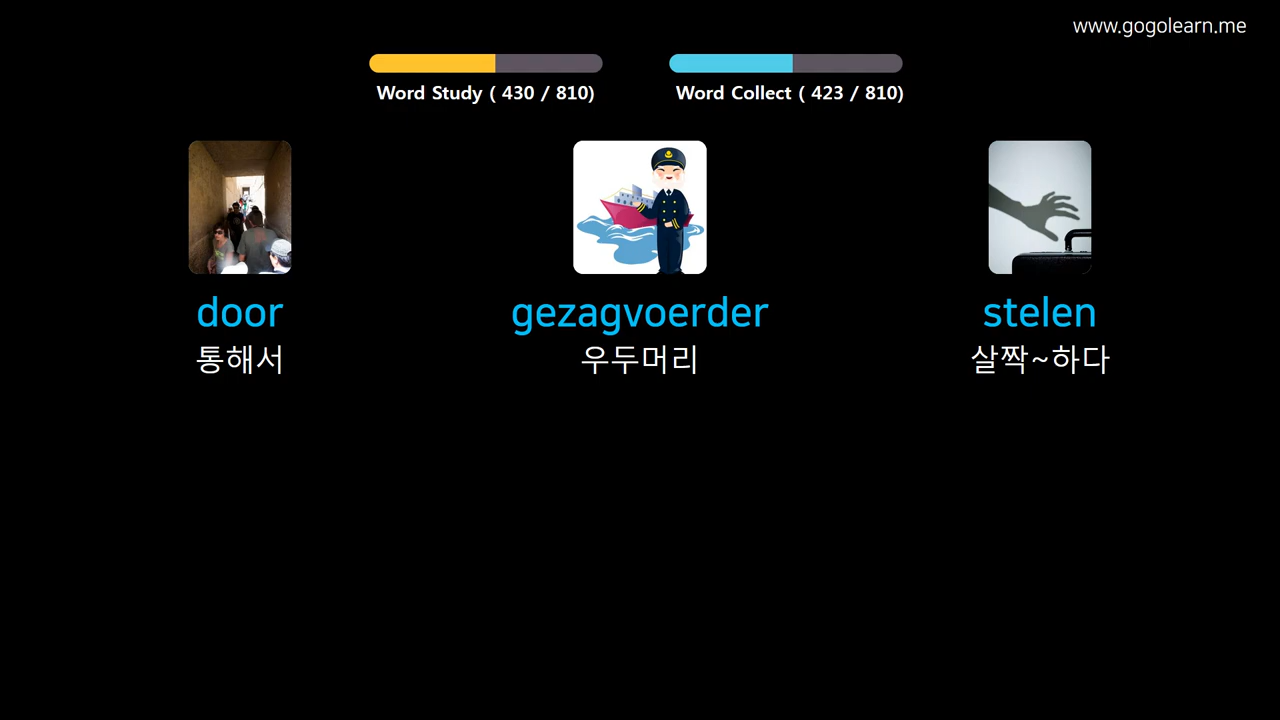 www.gogolearn.me
Word Study ( 430 / 810)
Word Collect ( 423 / 810)
door
gezagvoerder
stelen
통해서
우두머리
살짝~하다